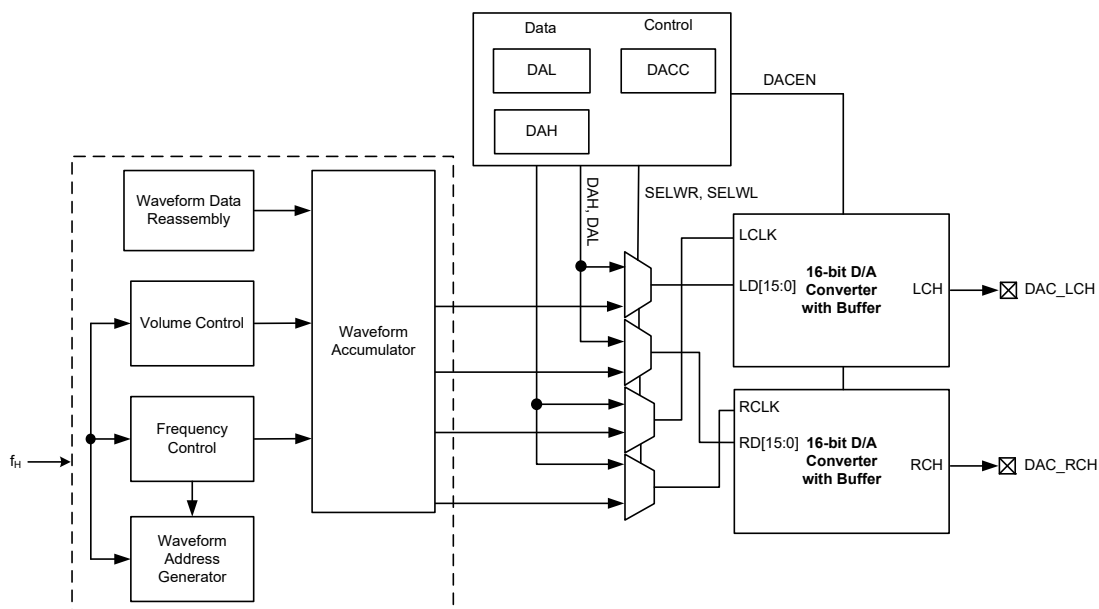 Data
Control
DAL
DACC
DAH
DACEN
Waveform Data
Reassembly
Volume Control
Frequency
Control
Waveform
Address
Generator
fH
Waveform
Accumulator
DAH, DAL
SELWR, SELWL
LCLK
LD[15:0]
16-bit D/A
Converter
with Buffer
LCH
DAC_LCH
RCLK
RD[15:0]
16-bit D/A
Converter
with Buffer
RCH
DAC_RCH